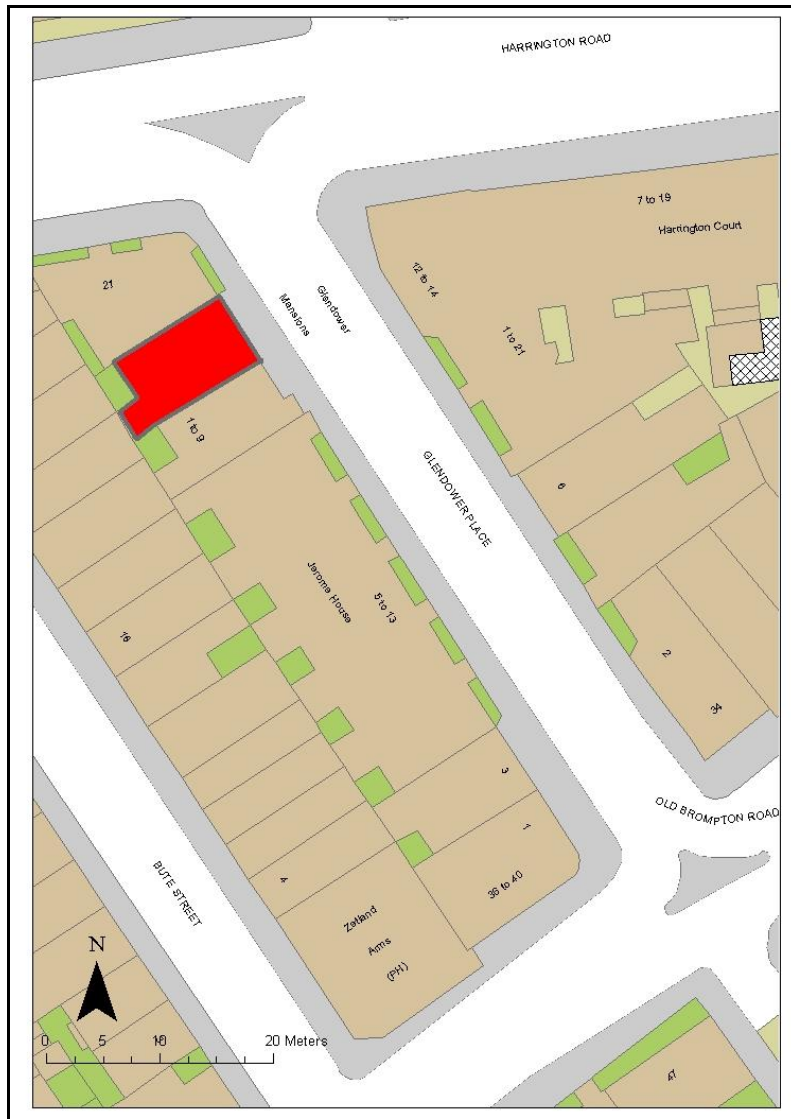 HARRINGTON ROAD
7 to 19
Harrington Court
12 to 14
21
Glendower
Mansions
1 to 21
1 to 9
GLENDOWER PLACE
6
Jerome House
5 to 13
16
2
34
3
OLD BROMPTON ROAD
1
4
BUTE STREET
36 to 40
Zetland
Arms
(PH)
N
0 5 10 20 Meters
47